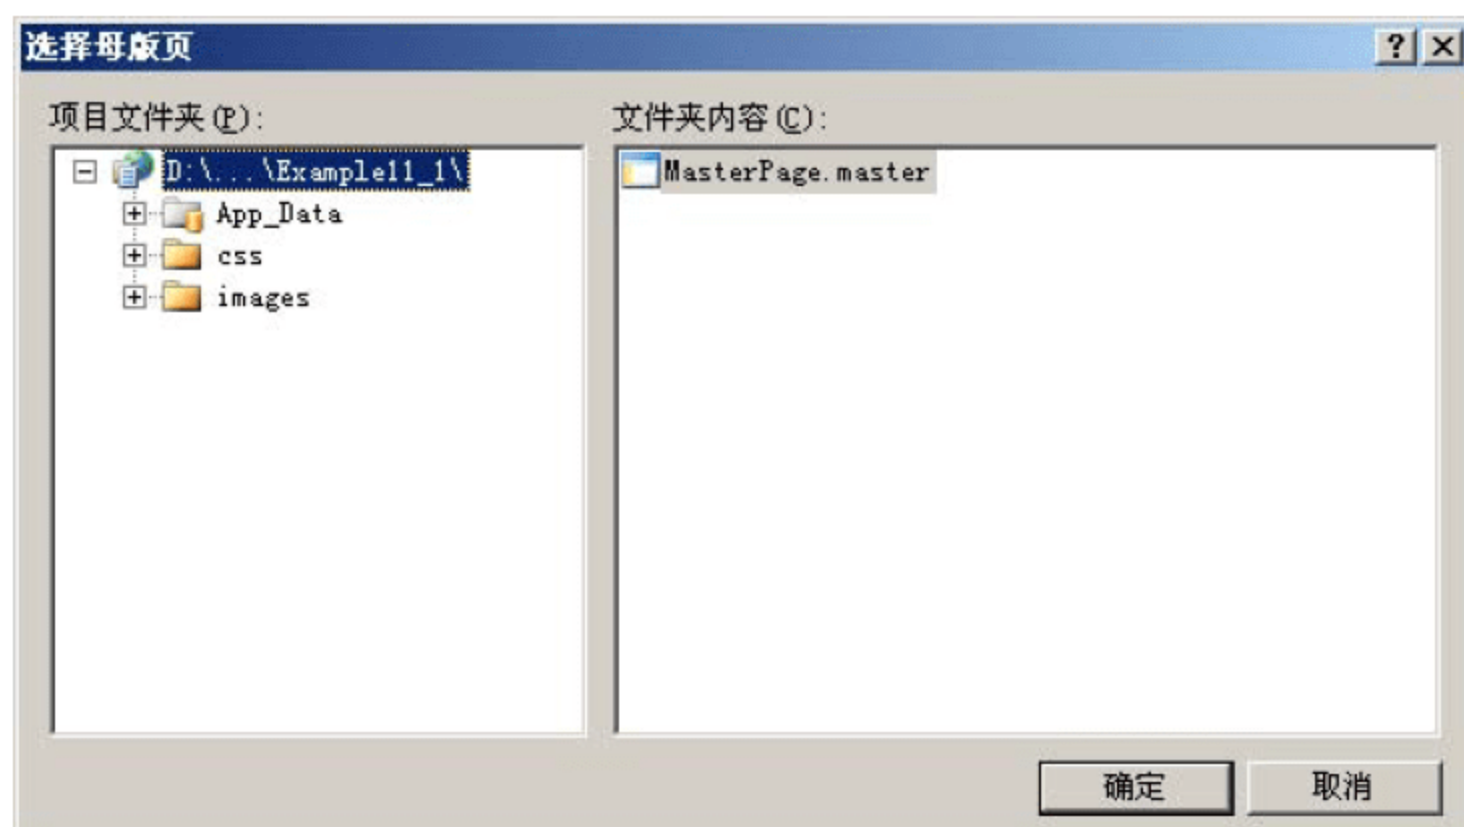 选择母版页
项目文件夹(P):
D:\...\Example11_1\
App_Data
css
images
文件夹内容(C):
MasterPage.master
确定
取消